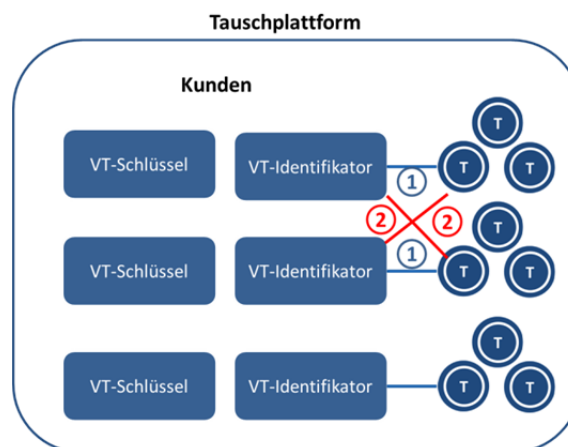 Tauschplattform
Kunden
T
VT-Schlüssel VT-Identifikator 1 T T
2 2 T
VT-Schlüssel VT-Identifikator 1 T T
T
VT-Schlüssel VT-Identifikator T T